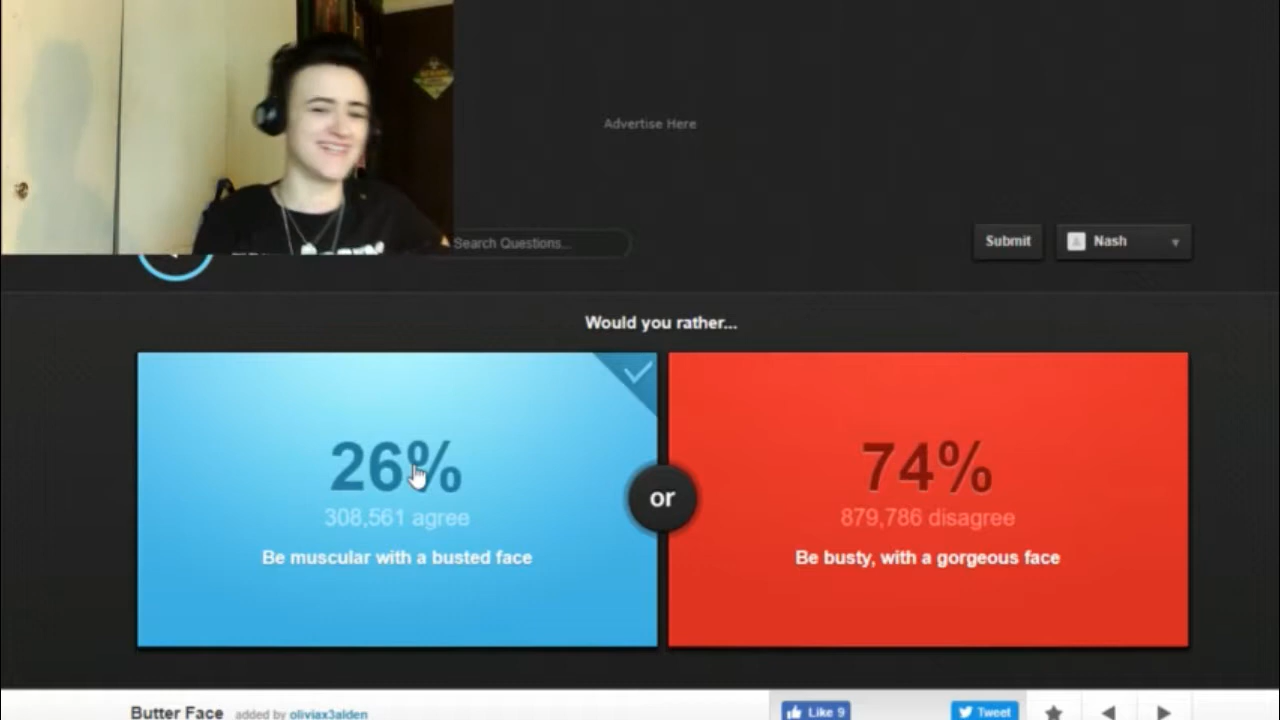 Advertise Here
Search Questions...
Submit
Nash
Would you rather...
26%
308,561 agree
Be muscular with a busted face
or
74%
879,786 disagree
Be busty, with a gorgeous face
Butter Face added by oliviax3alden
Like 9
Tweet